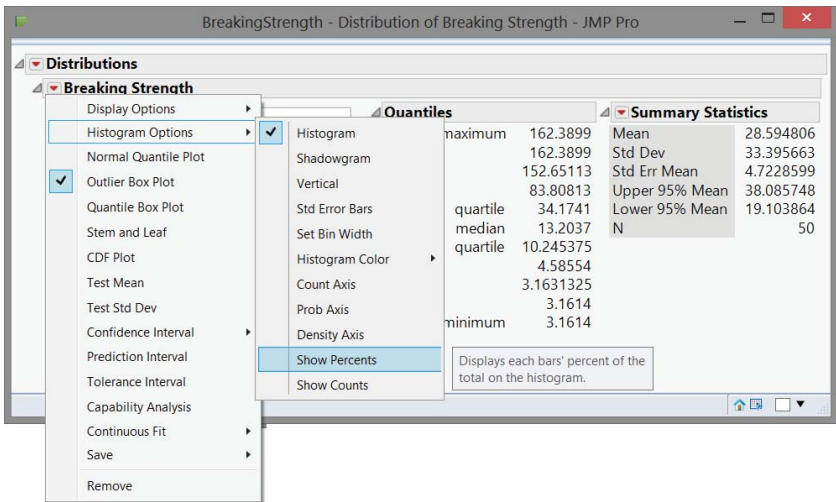 BreakingStrength - Distribution of Breaking Strength - JMP Pro
Distributions
Breaking Strength
Display Options
Histogram Options
Normal Quantile Plot
Outlier Box Plot
Quantile Box Plot
Stem and Leaf
CDF Plot
Test Mean
Test Std Dev
Confidence Interval
Prediction Interval
Tolerance Interval
Capability Analysis
Continuous Fit
Save
Remove
Histogram
Shadowgram
Vertical
Std Error Bars
Set Bin Width
Histogram Color
Count Axis
Prob Axis
Density Axis
Show Percents
Show Counts
Displays each bars' percent of the
total on the histogram.
Quantiles
maximum 162.3899
162.3899
152.65113
83.80813
quartile 34.1741
median 13.2037
quartile 10.245375
4.58554
3.1631325
3.1614
minimum 3.1614
Summary Statistics
Mean 28.594806
Std Dev 33.395663
Std Err Mean 4.7228599
Upper 95% Mean 38.085748
Lower 95% Mean 19.103864
N 50